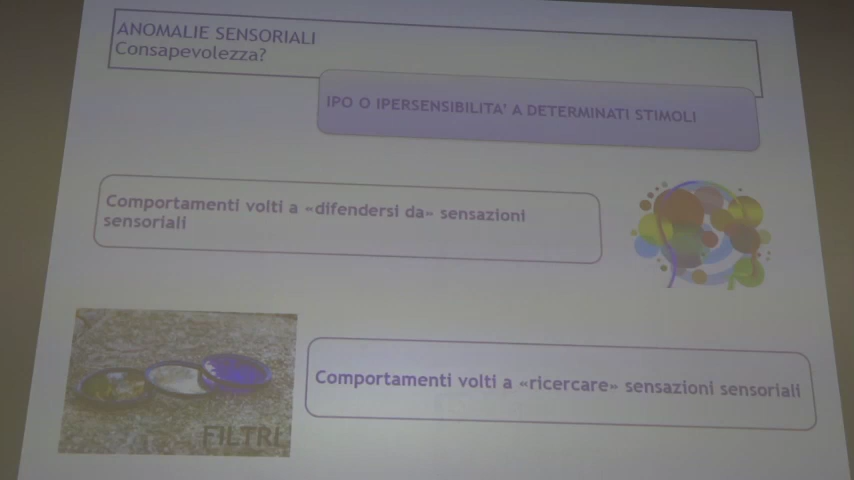 ANOMALIE SENSORIALI
Consapevolezza?
IPO O IPERSENSIBILITA' A DETERMINATI STIMOLI
Comportamenti volti a «difendersi da» sensazioni
sensoriali
Comportamenti volti a «ricercare» sensazioni sensoriali
FILTRI